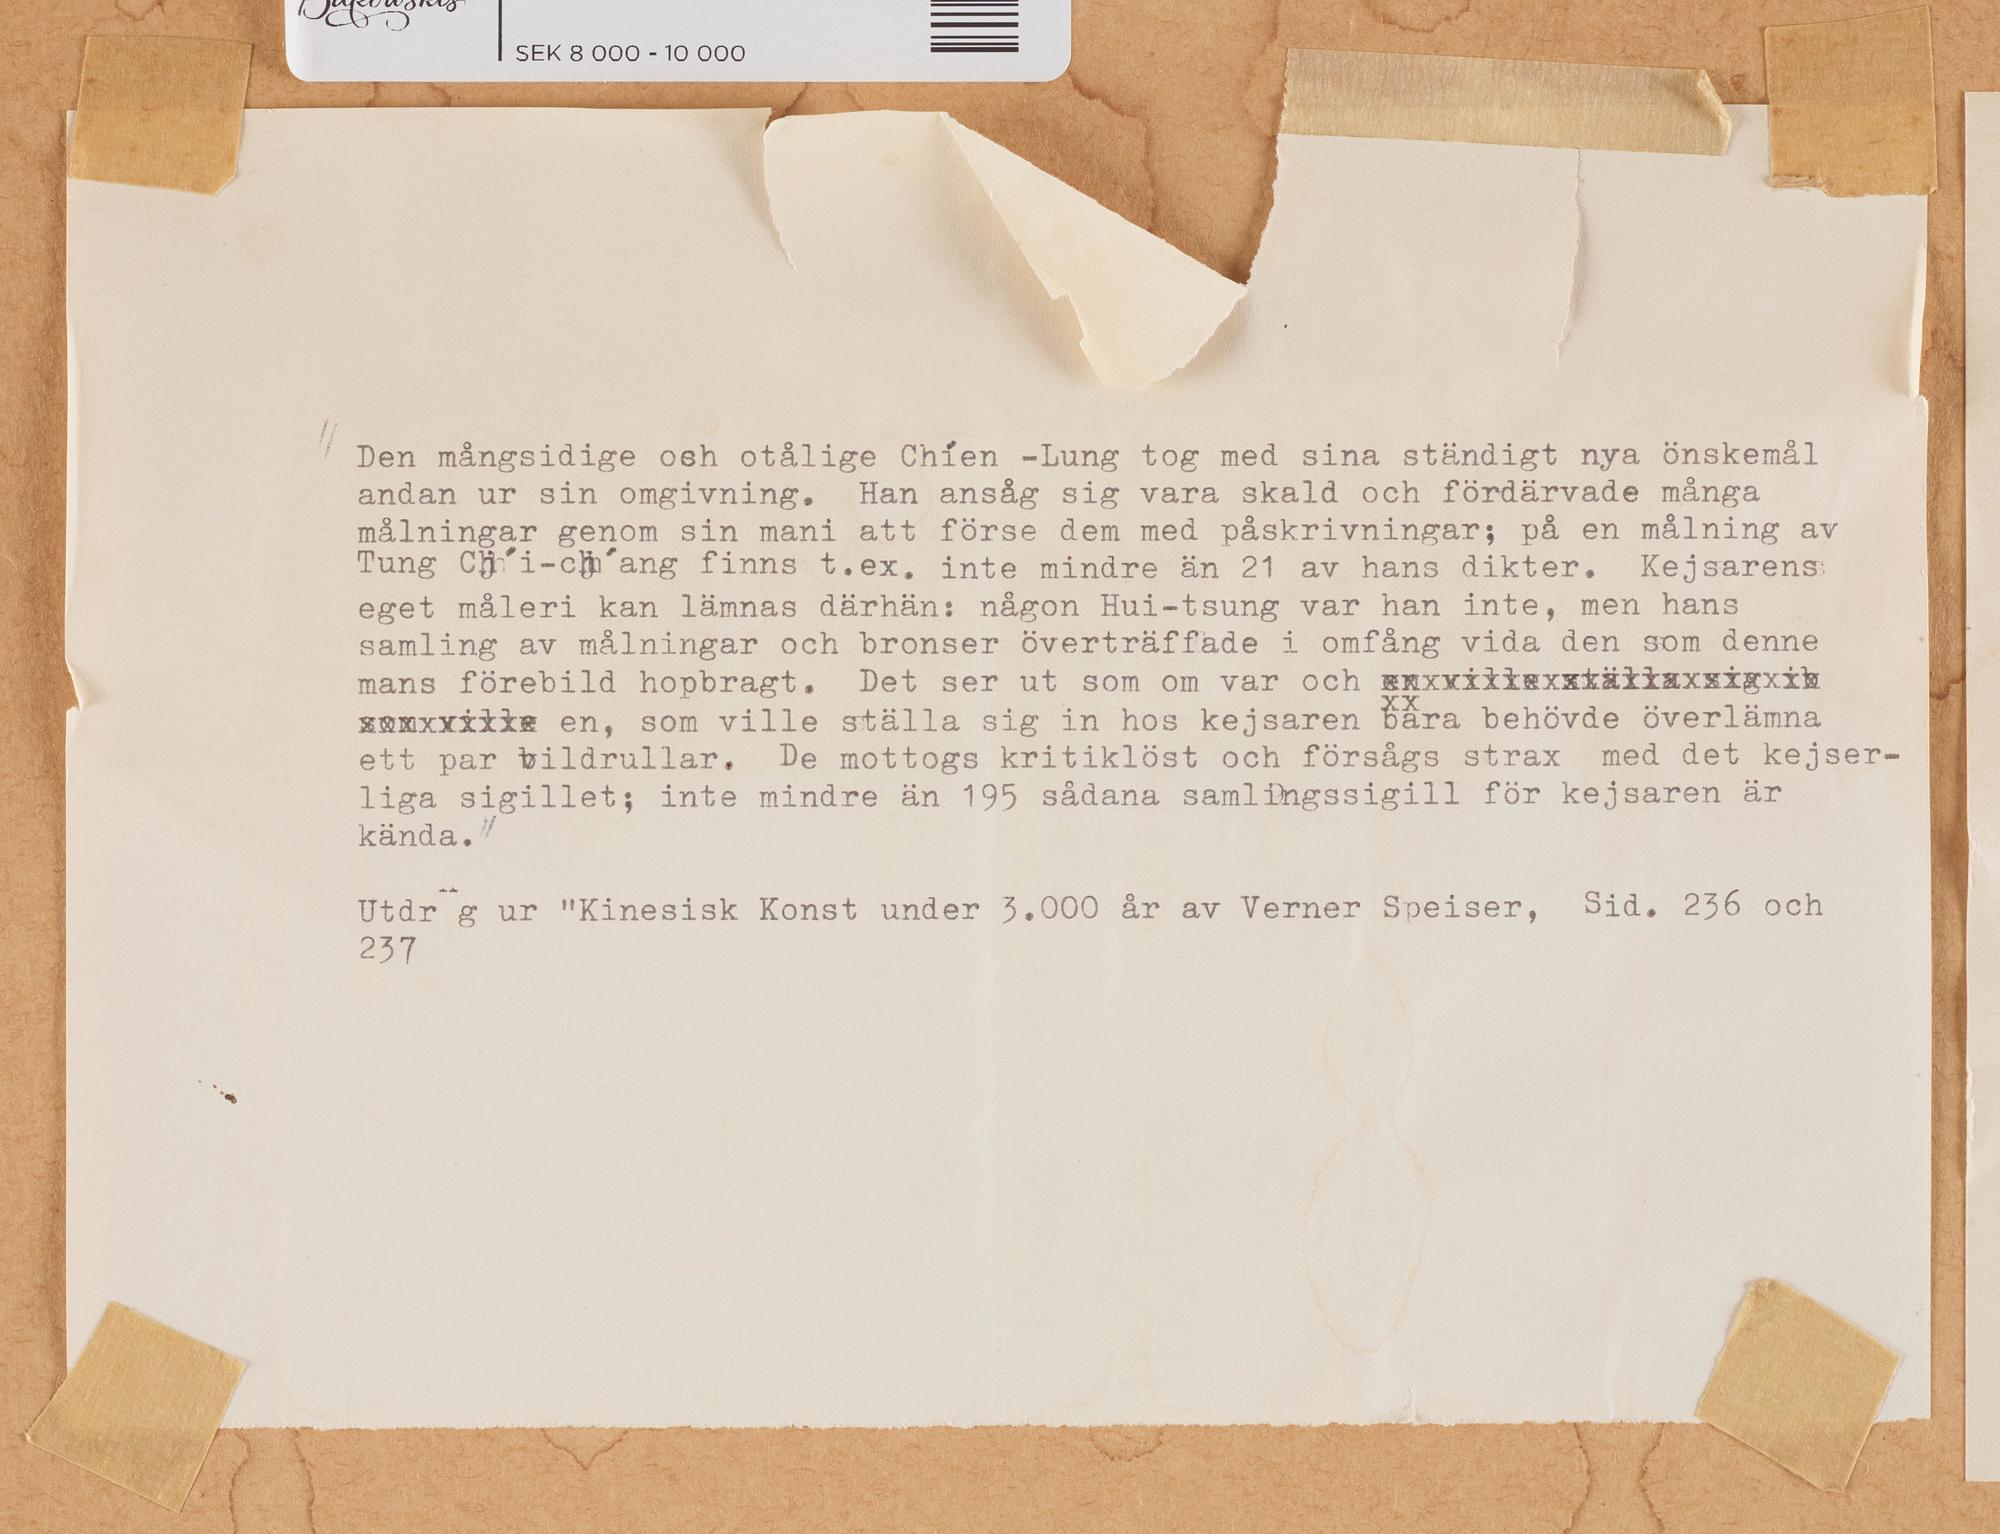 Bukowskis
SEK 8 000 - 10 000
"Den mångsidige och otålige Chíen -Lung tog med sina ständigt nya önskemål
andan ur sin omgivning. Han ansåg sig vara skald och fördärvade många
målningar genom sin mani att förse dem med påskrivningar; på en målning av
Tung Ch´i-ch´ang finns t.ex. inte mindre än 21 av hans dikter. Kejsarens
eget måleri kan lämnas därhän: någon Hui-tsung var han inte, men hans
samling av målningar och bronser överträffade i omfång vida den som denne
mans förebild hopbragt. Det ser ut som om var och
en, som ville ställa sig in hos kejsaren bara behövde överlämna
ett par bildrullar. De mottogs kritiklöst och försågs strax med det kejser-
liga sigillet; inte mindre än 195 sådana samlingssigill för kejsaren är
kända."
Utdr¨g ur "Kinesisk Konst under 3.000 år av Verner Speiser, Sid. 236 och
237